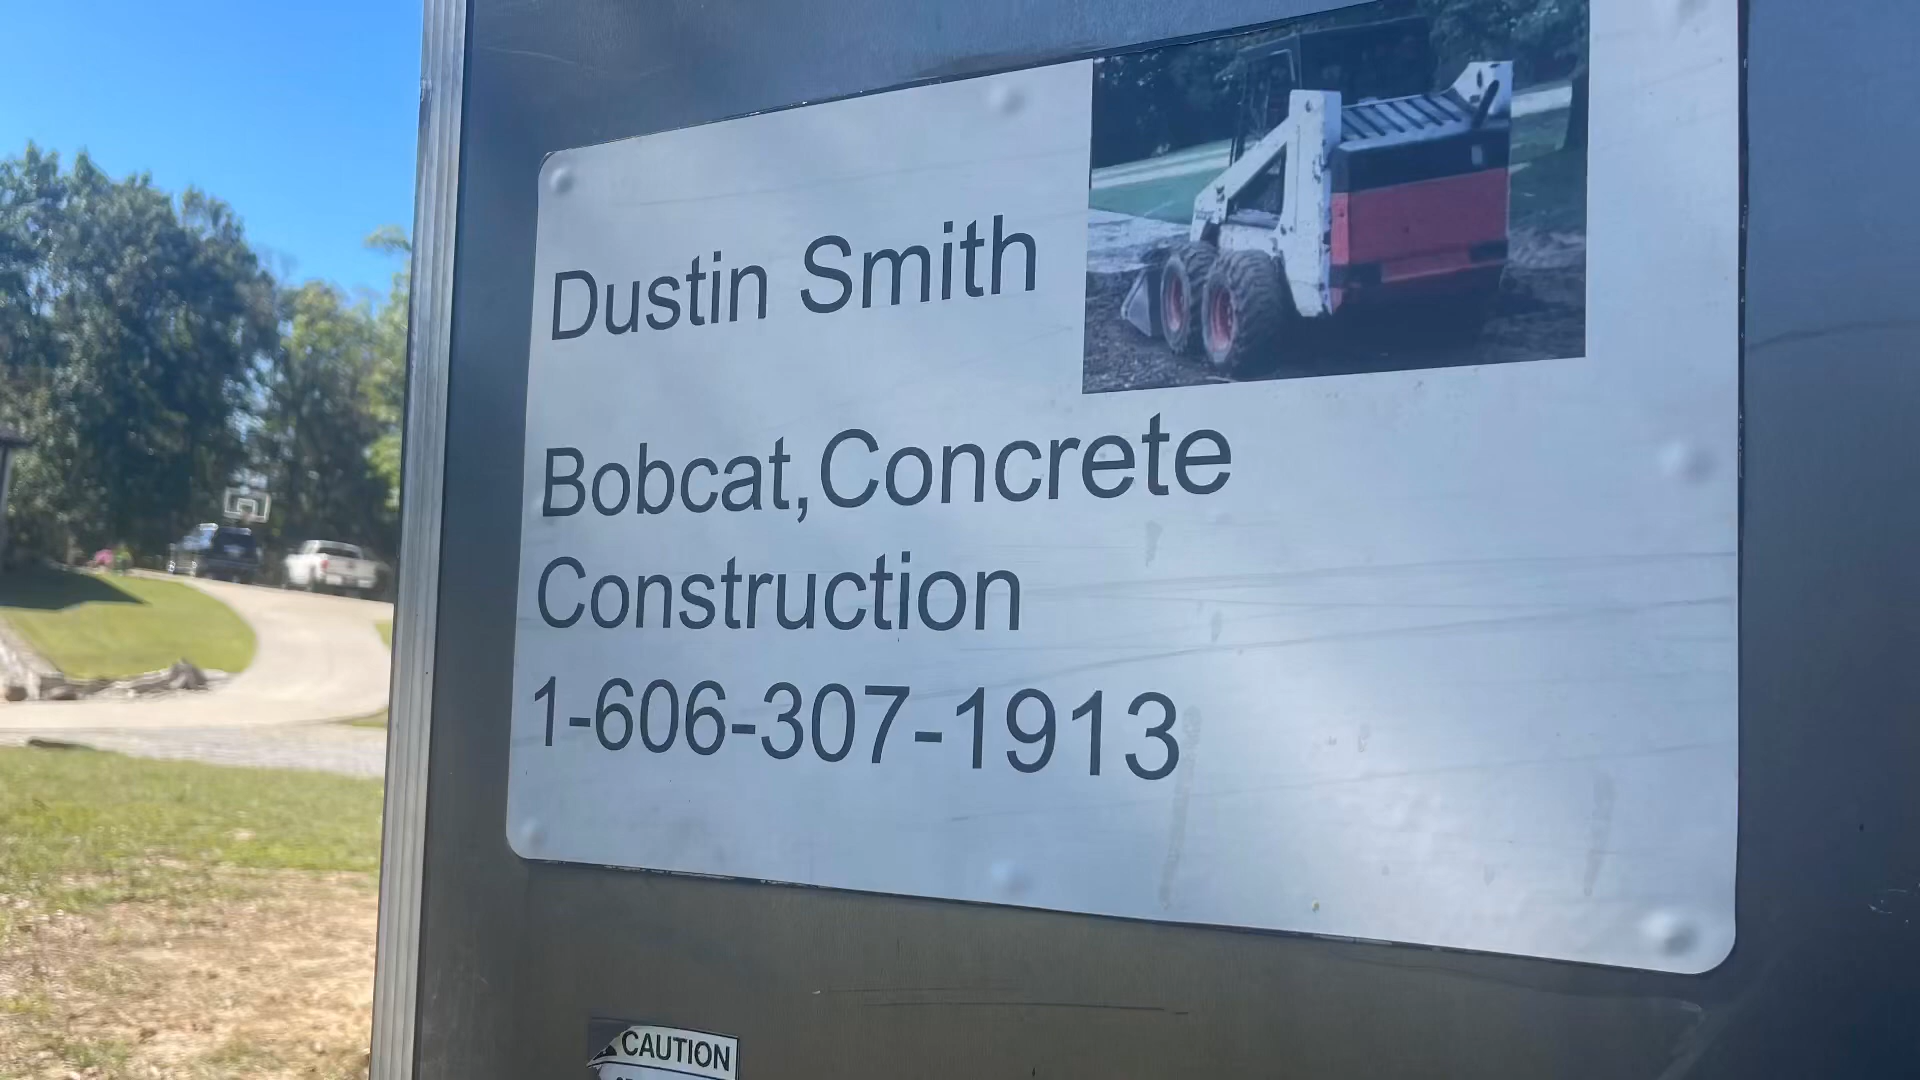 Dustin Smith
Bobcat,Concrete
Construction
1-606-307-1913
CAUTION